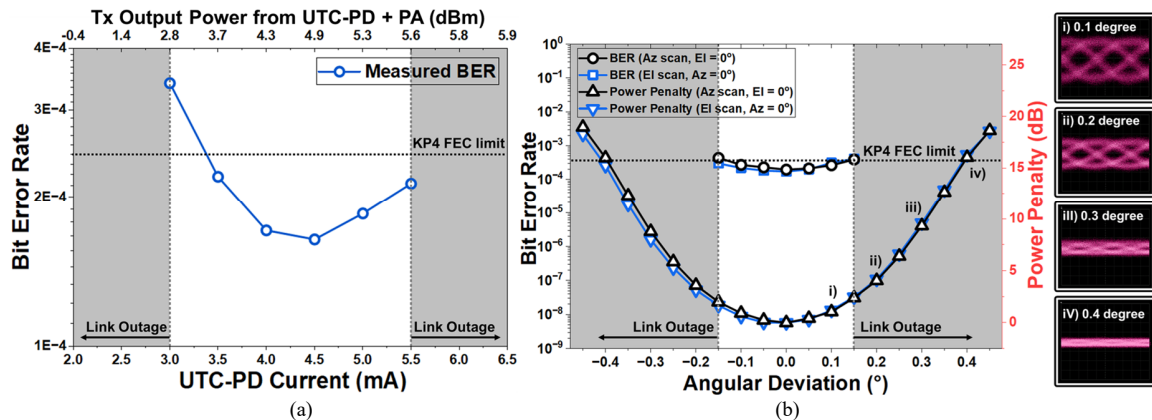 (a)
Tx Output Power from UTC-PD + PA (dBm)
-0.4 1.4 2.8 3.7 4.3 4.9 5.3 5.6 5.8 5.9
4E-4
3E-4
2E-4
1E-4
Bit Error Rate
Measured BER
KP4 FEC limit
Link Outage
Link Outage
2.0 2.5 3.0 3.5 4.0 4.5 5.0 5.5 6.0 6.5
UTC-PD Current (mA)
(a)
(b)
10⁰
10⁻¹
10⁻²
10⁻³
10⁻⁴
10⁻⁵
10⁻⁶
10⁻⁷
10⁻⁸
10⁻⁹
Bit Error Rate
BER (Az scan, El = 0º)
BER (El scan, Az = 0º)
Power Penalty (Az scan, El = 0º)
Power Penalty (El scan, Az = 0º)
KP4 FEC limit
iv)
iii)
ii)
i)
Link Outage
Link Outage
25
20
15
10
5
0
Power Penalty (dB)
−0.4 −0.3 −0.2 −0.1 0.0 0.1 0.2 0.3 0.4
Angular Deviation (°)
(b)
i) 0.1 degree
ii) 0.2 degree
iII) 0.3 degree
iV) 0.4 degree